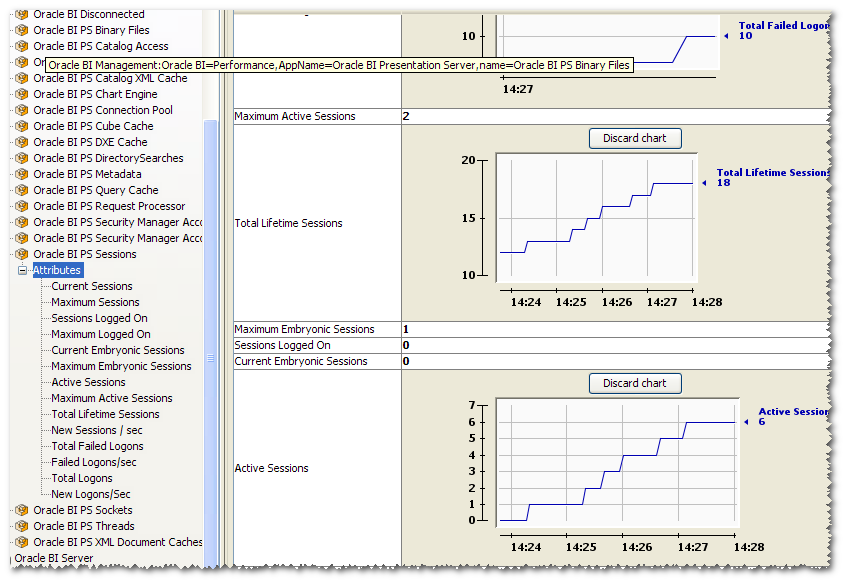 Oracle BI Disconnected
Oracle BI PS Binary Files
Oracle BI PS Catalog Access
Or
Oracle BI Management:Oracle BI=Performance,AppName=Oracle BI Presentation Server,name=Oracle BI PS Binary Files
Oracle BI PS Catalog XML Cache
Oracle BI PS Chart Engine
Oracle BI PS Connection Pool
Oracle BI PS Cube Cache
Oracle BI PS DXE Cache
Oracle BI PS DirectorySearches
Oracle BI PS Metadata
Oracle BI PS Query Cache
Oracle BI PS Request Processor
Oracle BI PS Security Manager Acco
Oracle BI PS Security Manager Acco
Oracle BI PS Sessions
Attributes
Current Sessions
Maximum Sessions
Sessions Logged On
Maximum Logged On
Current Embryonic Sessions
Maximum Embryonic Sessions
Active Sessions
Maximum Active Sessions
Total Lifetime Sessions
New Sessions / sec
Total Failed Logons
Failed Logons/sec
Total Logons
New Logons/Sec
Oracle BI PS Sockets
Oracle BI PS Threads
Oracle BI PS XML Document Caches
Oracle BI Server
10
Total Failed Logon
10
14:27
Maximum Active Sessions 2
Discard chart
Total Lifetime Sessions
20
15
10
Total Lifetime Sessions
18
14:24 14:25 14:26 14:27 14:28
Maximum Embryonic Sessions 1
Sessions Logged On 0
Current Embryonic Sessions 0
Discard chart
Active Sessions
7
6
5
4
3
2
1
0
Active Session
6
14:24 14:25 14:26 14:27 14:28